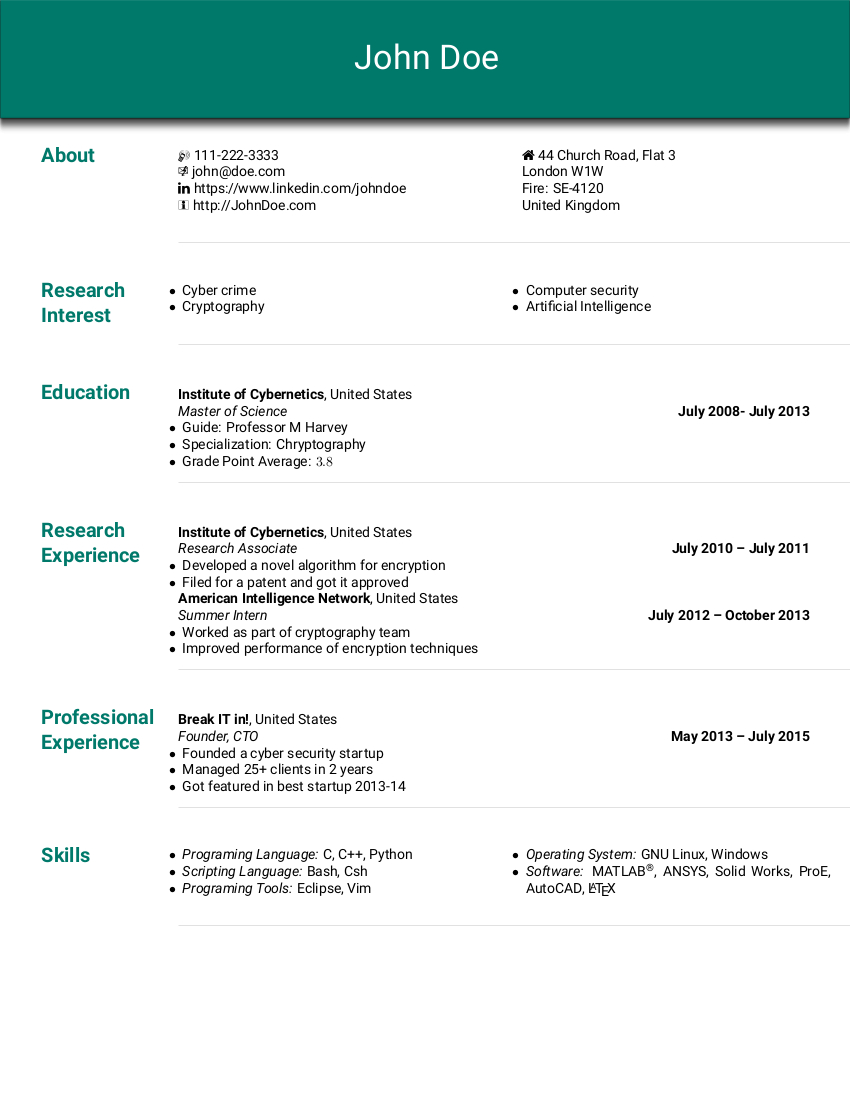 John Doe
About
111-222-3333
john@doe.com
https://www.linkedin.com/johndoe
http://JohnDoe.com
44 Church Road, Flat 3
London W1W
Fire: SE-4120
United Kingdom
Research
Interest
• Cyber crime
• Cryptography
• Computer security
• Artificial Intelligence
Education
Institute of Cybernetics, United States
Master of Science July 2008- July 2013
• Guide: Professor M Harvey
• Specialization: Chryptography
• Grade Point Average: 3.8
Research
Experience
Institute of Cybernetics, United States
Research Associate July 2010 – July 2011
• Developed a novel algorithm for encryption
• Filed for a patent and got it approved
American Intelligence Network, United States
Summer Intern July 2012 – October 2013
• Worked as part of cryptography team
• Improved performance of encryption techniques
Professional
Experience
Break IT in!, United States
Founder, CTO May 2013 – July 2015
• Founded a cyber security startup
• Managed 25+ clients in 2 years
• Got featured in best startup 2013-14
Skills
• Programing Language: C, C++, Python
• Scripting Language: Bash, Csh
• Programing Tools: Eclipse, Vim
• Operating System: GNU Linux, Windows
• Software: MATLAB®, ANSYS, Solid Works, ProE,
AutoCAD, LATEX